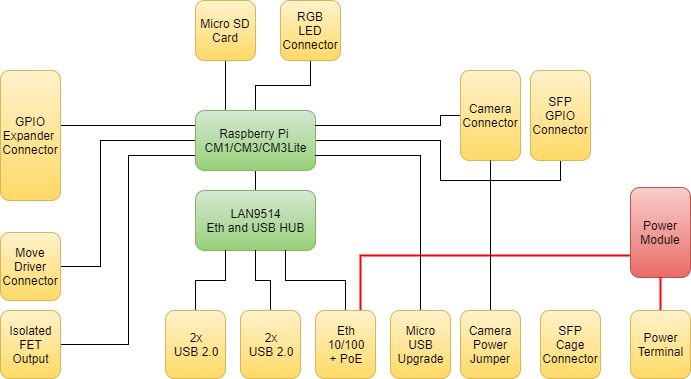 Micro SD
Card
RGB
LED
Connector
GPIO
Expander
Connector
Raspberry Pi
CM1/CM3/CM3Lite
Camera
Connector
SFP
GPIO
Connector
LAN9514
Eth and USB HUB
Power
Module
Move
Driver
Connector
Isolated
FET
Output
2x
USB 2.0
2x
USB 2.0
Eth
10/100
+ PoE
Micro
USB
Upgrade
Camera
Power
Jumper
SFP
Cage
Connector
Power
Terminal